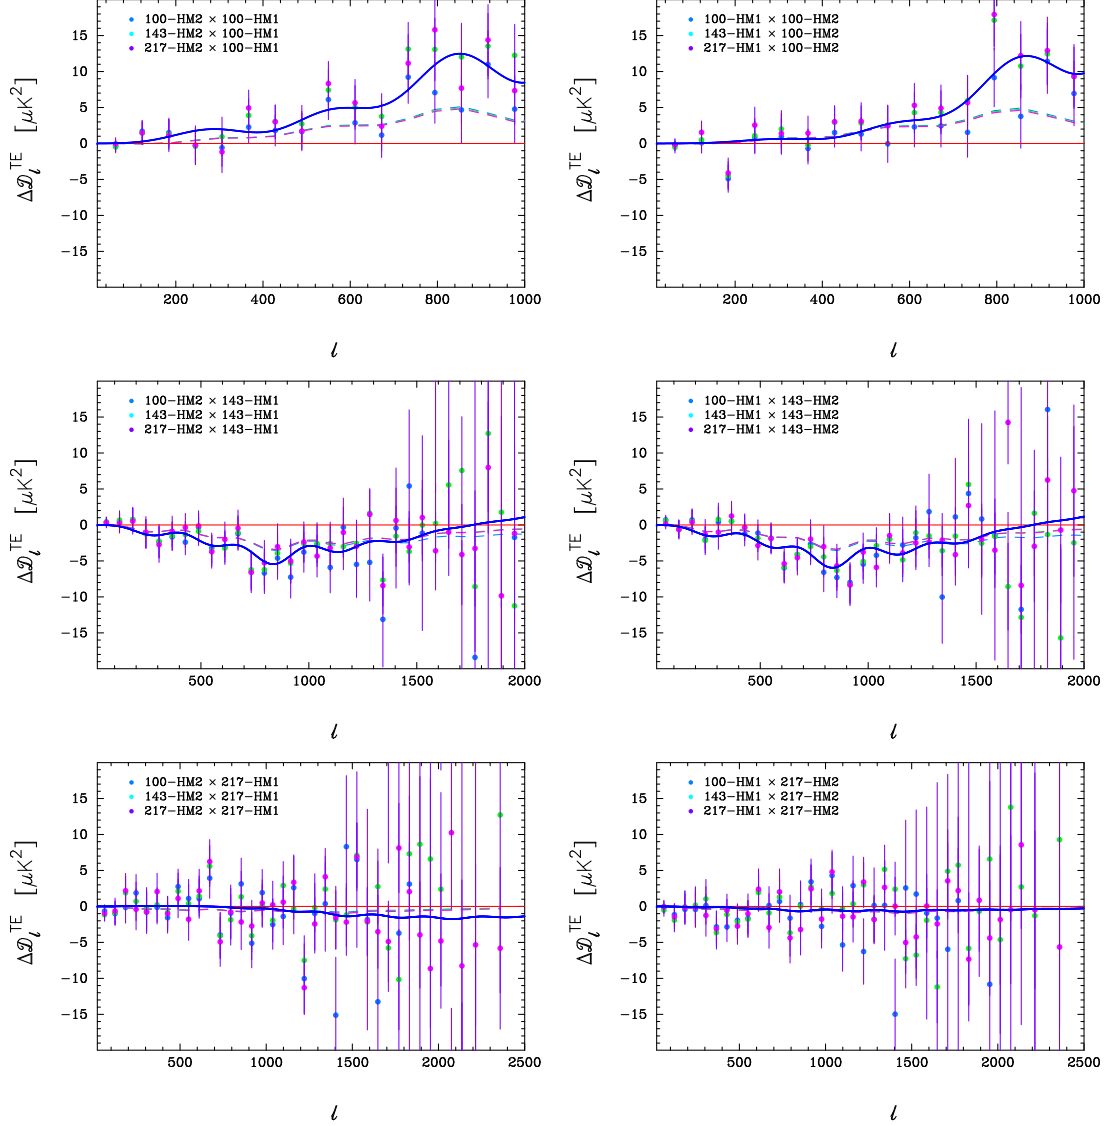 100-HM2 × 100-HM1
143-HM2 × 100-HM1
217-HM2 × 100-HM1
15
10
5
0
−5
−10
−15
200
400
600
800
1000
ℓ
Δ𝒟ℓ^TE [μK²]
100-HM1 × 100-HM2
143-HM1 × 100-HM2
217-HM1 × 100-HM2
15
10
5
0
−5
−10
−15
200
400
600
800
1000
ℓ
Δ𝒟ℓ^TE [μK²]
100-HM2 × 143-HM1
143-HM2 × 143-HM1
217-HM2 × 143-HM1
15
10
5
0
−5
−10
−15
500
1000
1500
2000
ℓ
Δ𝒟ℓ^TE [μK²]
100-HM1 × 143-HM2
143-HM1 × 143-HM2
217-HM1 × 143-HM2
15
10
5
0
−5
−10
−15
500
1000
1500
2000
ℓ
Δ𝒟ℓ^TE [μK²]
100-HM2 × 217-HM1
143-HM2 × 217-HM1
217-HM2 × 217-HM1
15
10
5
0
−5
−10
−15
500
1000
1500
2000
2500
ℓ
Δ𝒟ℓ^TE [μK²]
100-HM1 × 217-HM2
143-HM1 × 217-HM2
217-HM1 × 217-HM2
15
10
5
0
−5
−10
−15
500
1000
1500
2000
2500
ℓ
Δ𝒟ℓ^TE [μK²]